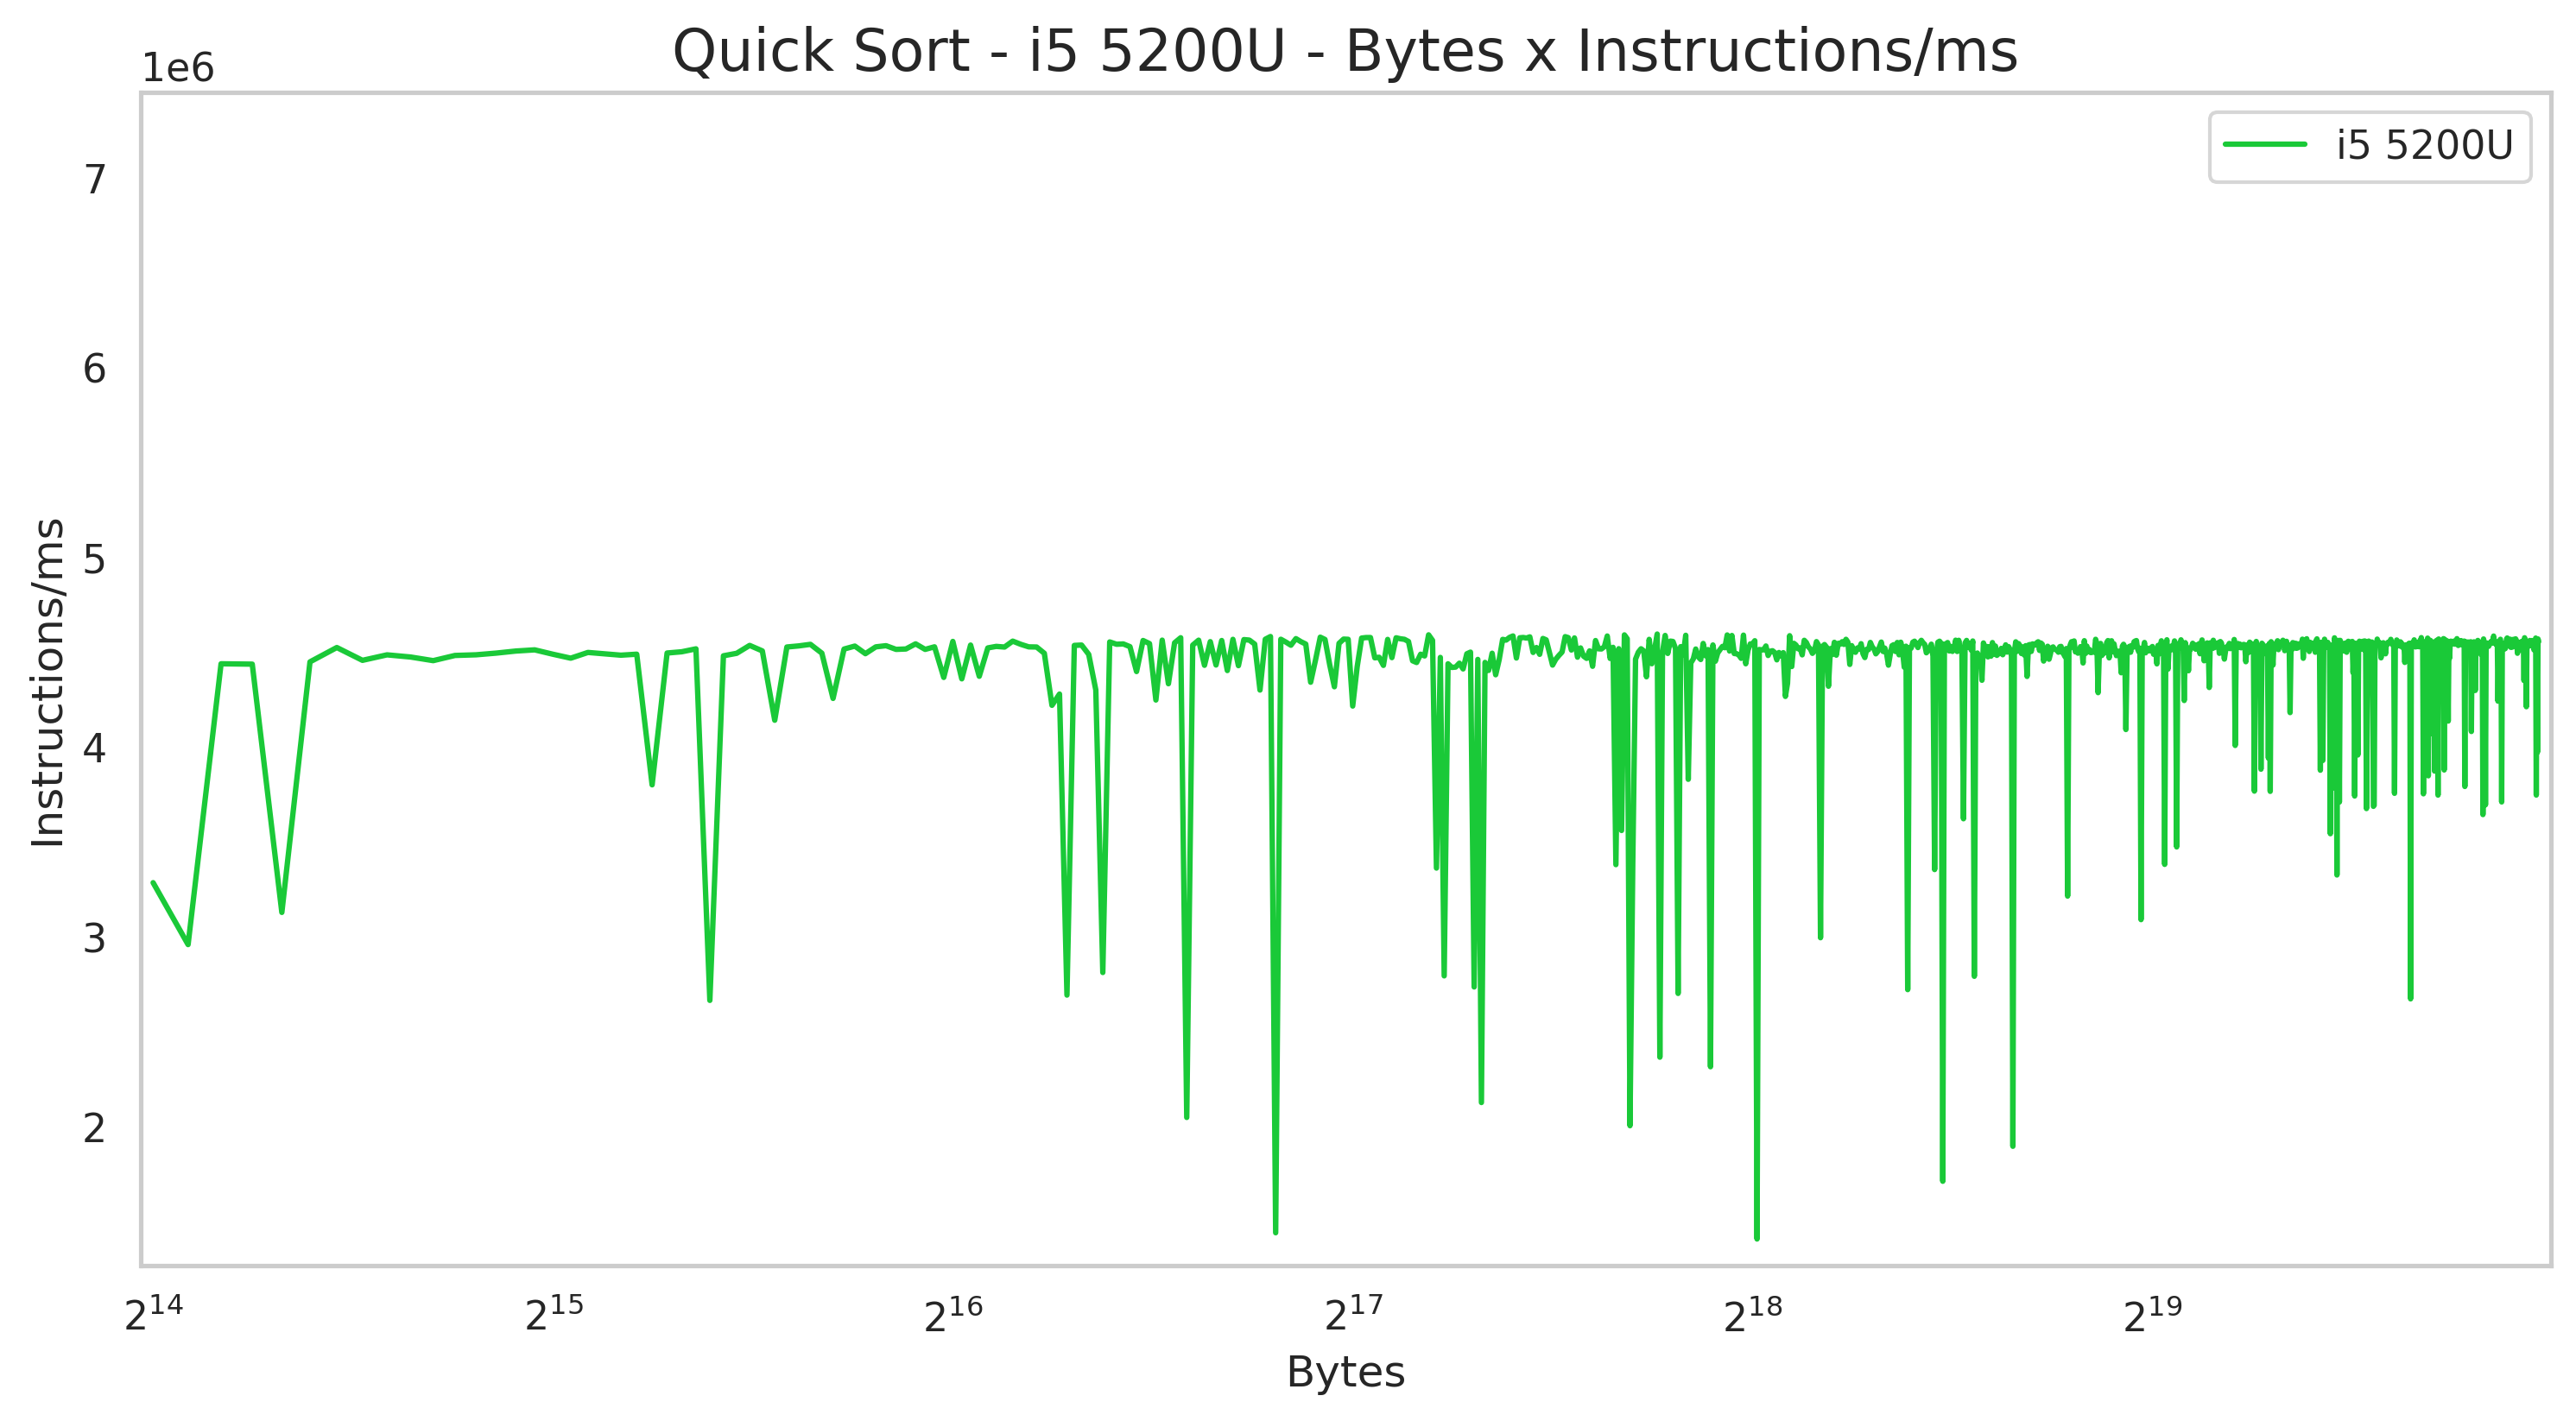 Quick Sort - i5 5200U - Bytes x Instructions/ms
1e6
i5 5200U
7
6
5
4
3
2
Instructions/ms
2^14 2^15 2^16 2^17 2^18 2^19
Bytes